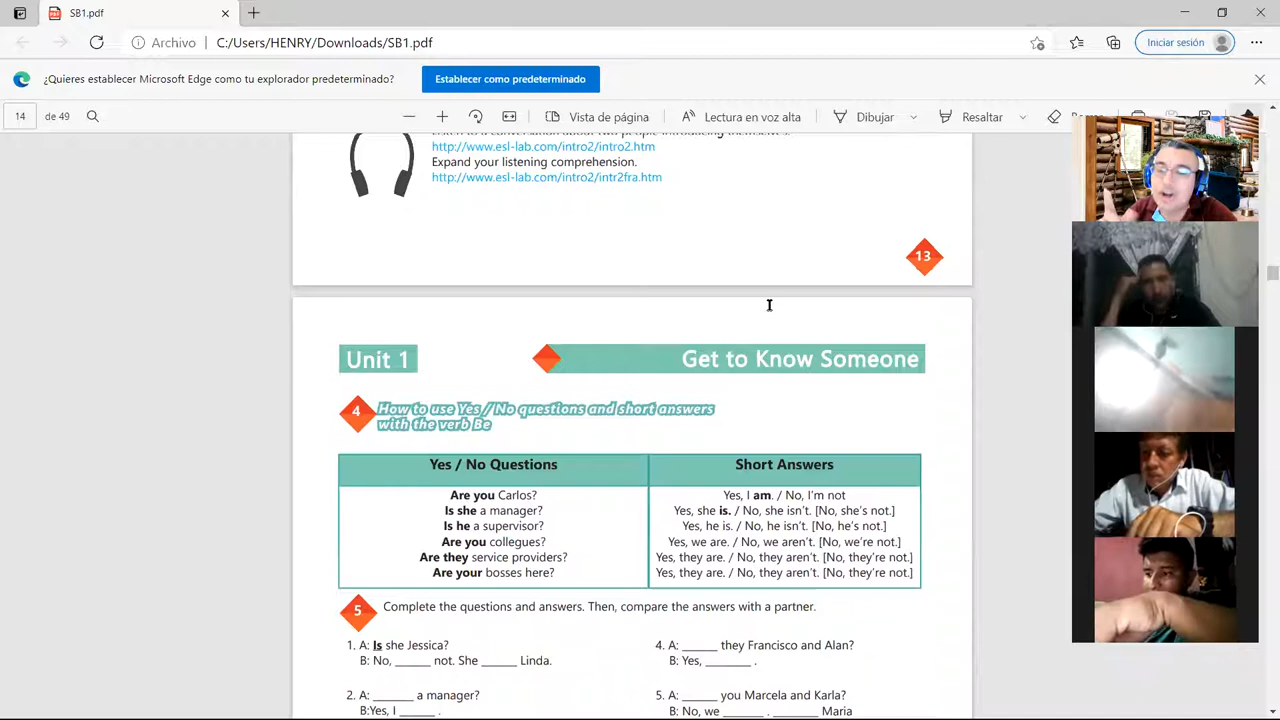 SB1.pdf
Archivo
C:/Users/HENRY/Downloads/SB1.pdf
Iniciar sesión
¿Quieres establecer Microsoft Edge como tu explorador predeterminado?
Establecer como predeterminado
14
de 49
Vista de página
Lectura en voz alta
Dibujar
Resaltar
Listen to a conversation about two people introducing themselves.
http://www.esl-lab.com/intro2/intro2.htm
Expand your listening comprehension.
http://www.esl-lab.com/intro2/intr2fra.htm
13
Unit 1
Get to Know Someone
4
How to use Yes / No questions and short answers
with the verb Be
Yes / No Questions
Short Answers
Are you Carlos?
Yes, I am. / No, I'm not
Is she a manager?
Yes, she is. / No, she isn't. [No, she's not.]
Is he a supervisor?
Yes, he is. / No, he isn't. [No, he's not.]
Are you collegues?
Yes, we are. / No, we aren't. [No, we're not.]
Are they service providers?
Yes, they are. / No, they aren't. [No, they're not.]
Are your bosses here?
Yes, they are. / No, they aren't. [No, they're not.]
5
Complete the questions and answers. Then, compare the answers with a partner.
1. A: Is she Jessica?
B: No, ______ not. She ______ Linda.
2. A: _______ a manager?
B:Yes, I ______ .
4. A: ______ they Francisco and Alan?
B: Yes, ________ .
5. A: ______ you Marcela and Karla?
B: No, we _______ . _______ Maria